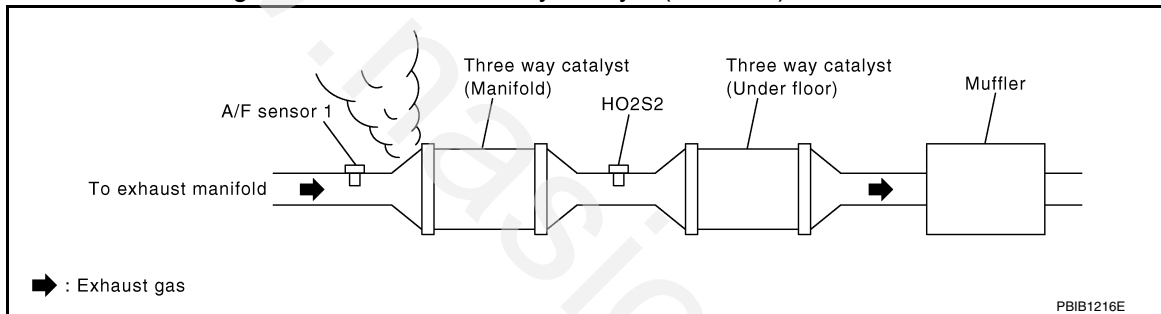 Three way catalyst
(Manifold)
Three way catalyst
(Under floor)
Muffler
A/F sensor 1
HO2S2
To exhaust manifold
: Exhaust gas
PBIB1216E